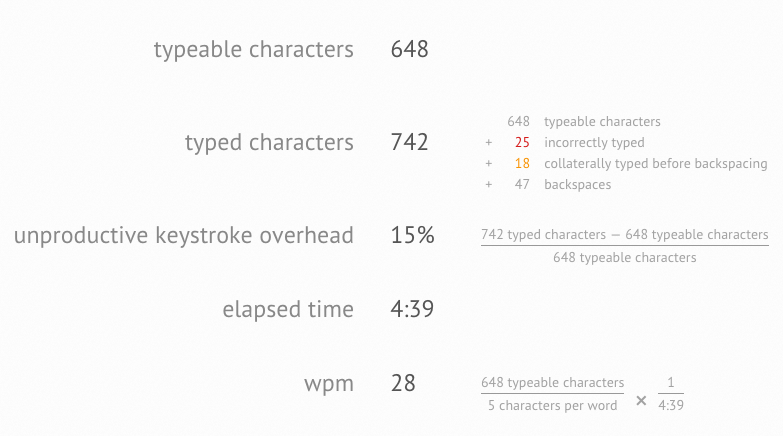 typeable characters 648
typed characters 742
648 typeable characters
+ 25 incorrectly typed
+ 18 collaterally typed before backspacing
+ 47 backspaces
unproductive keystroke overhead 15%
742 typed characters — 648 typeable characters
648 typeable characters
elapsed time 4:39
wpm 28
648 typeable characters
5 characters per word
×
1
4:39